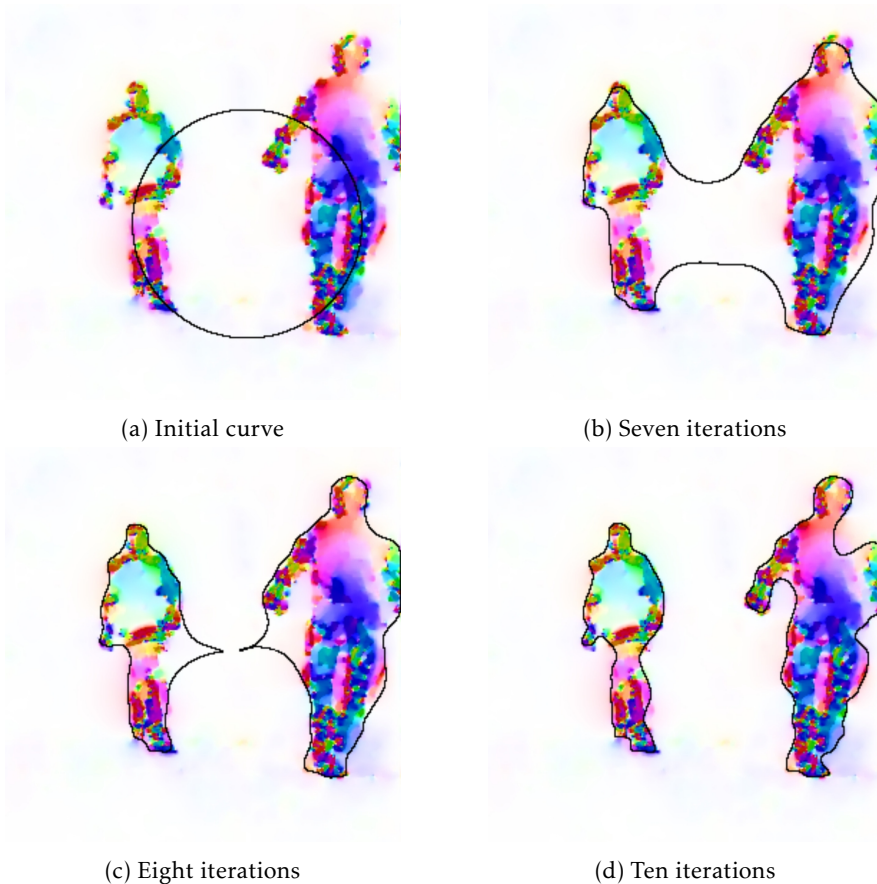 (a) Initial curve
(b) Seven iterations
(c) Eight iterations
(d) Ten iterations